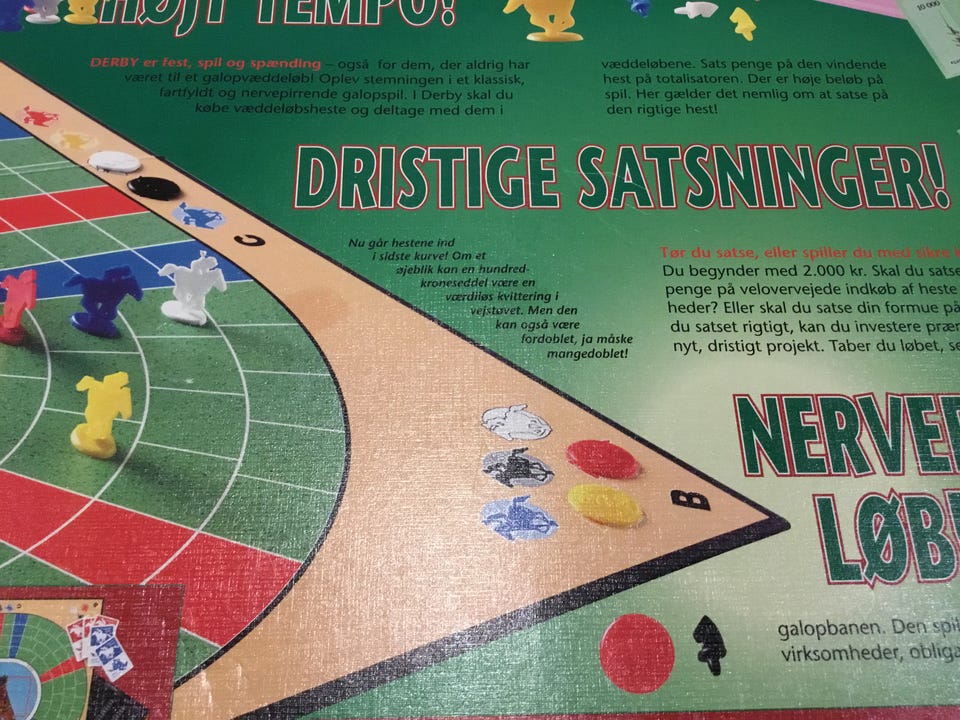 HØJT TEMPO!
10 000
DERBY er fest, spil og spænding – også for dem, der aldrig har
været til et galopvæddeløb! Oplev stemningen i et klassisk,
fartfyldt og nervepirrende galopspil. I Derby skal du
købe væddeløbsheste og deltage med dem i
væddeløbene. Sats penge på den vindende
hest på totalisatoren. Der er høje beløb på
spil. Her gælder det nemlig om at satse på
den rigtige hest!
DRISTIGE SATSNINGER!
C
Nu går hestene ind
i sidste kurve! Om et
øjeblik kan en hundred-
kroneseddel være en
værdiløs kvittering i
vejstøvet. Men den
kan også være
fordoblet, ja måske
mangedoblet!
Tør du satse, eller spiller du med sikre
Du begynder med 2.000 kr. Skal du satse
penge på velovervejede indkøb af heste
heder? Eller skal du satse din formue på
du satset rigtigt, kan du investere
nyt, dristigt projekt. Taber du løbet,
B
galopbanen. Den
virksomheder,